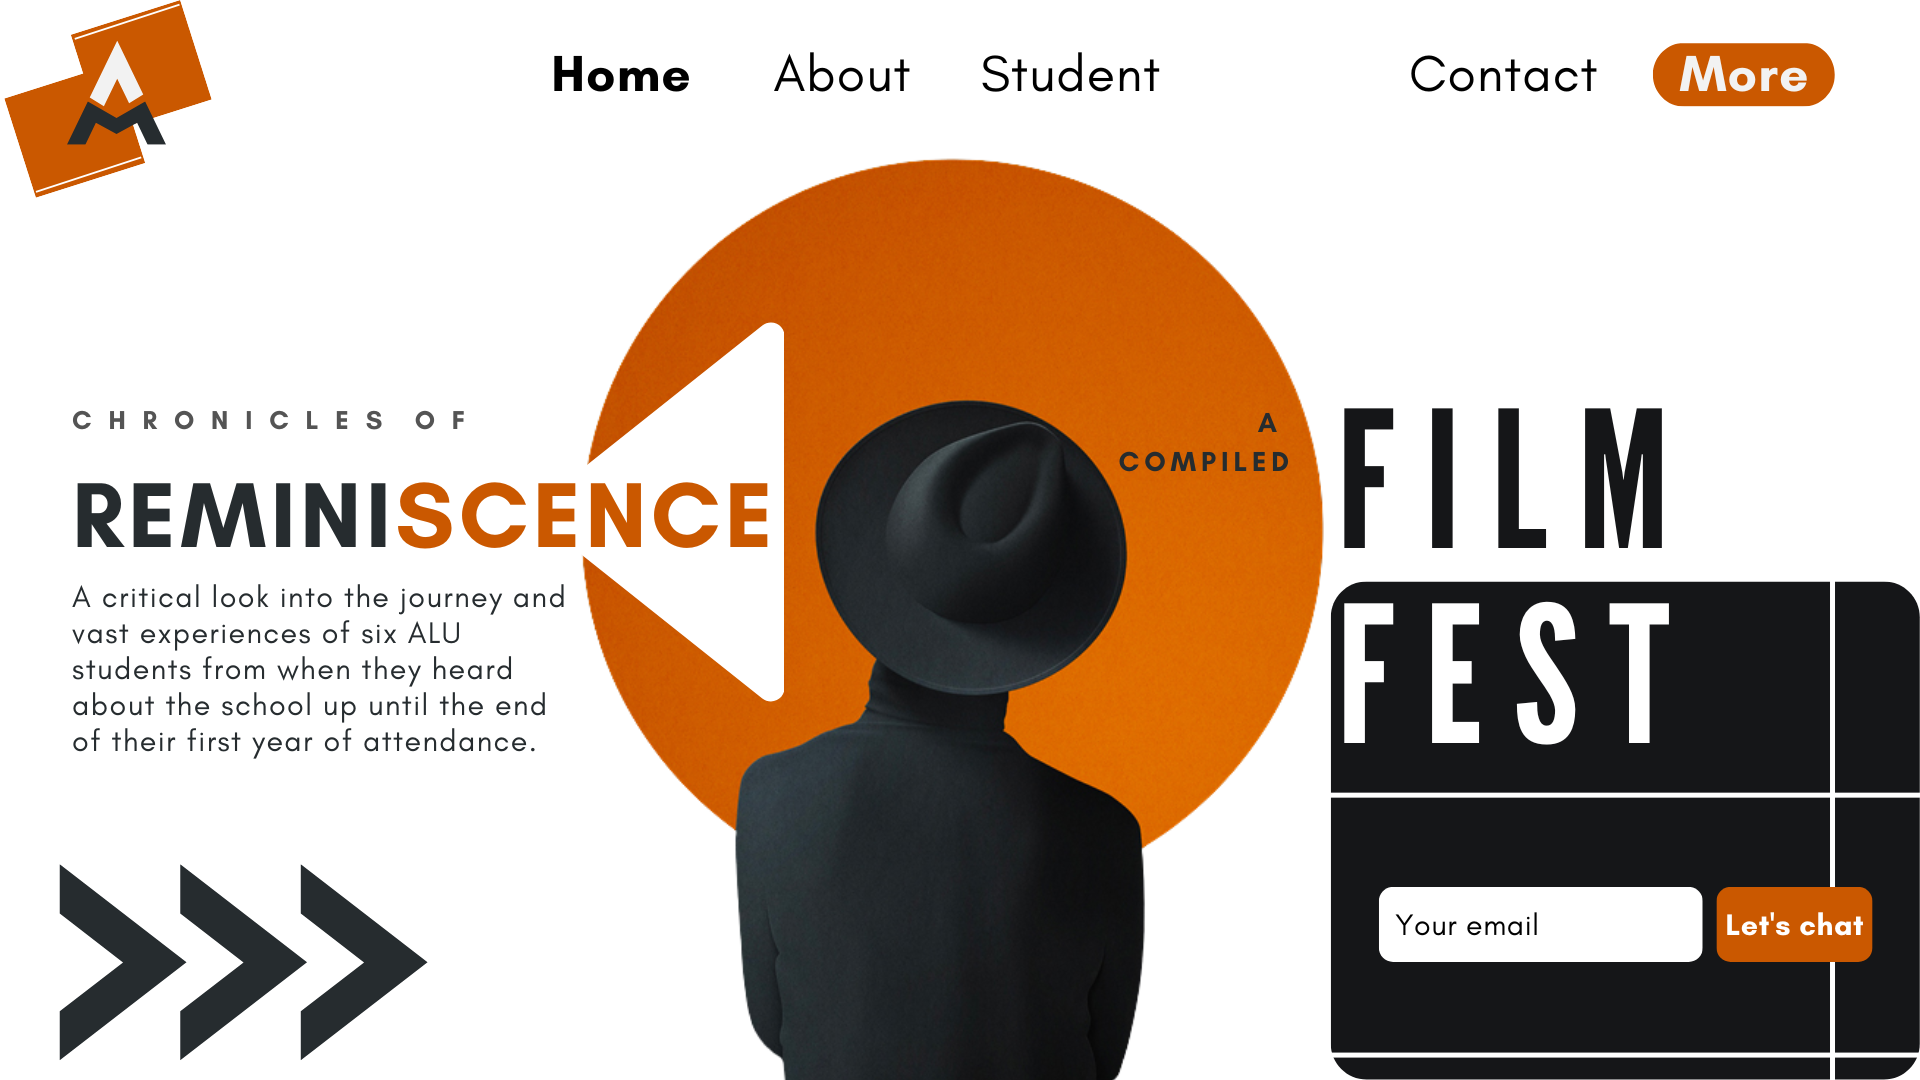 Home About Student Contact More
CHRONICLES OF
REMINISCENCE
A critical look into the journey and
vast experiences of six ALU
students from when they heard
about the school up until the end
of their first year of attendance.
A
COMPILED
FILM
FEST
Your email
Let's chat